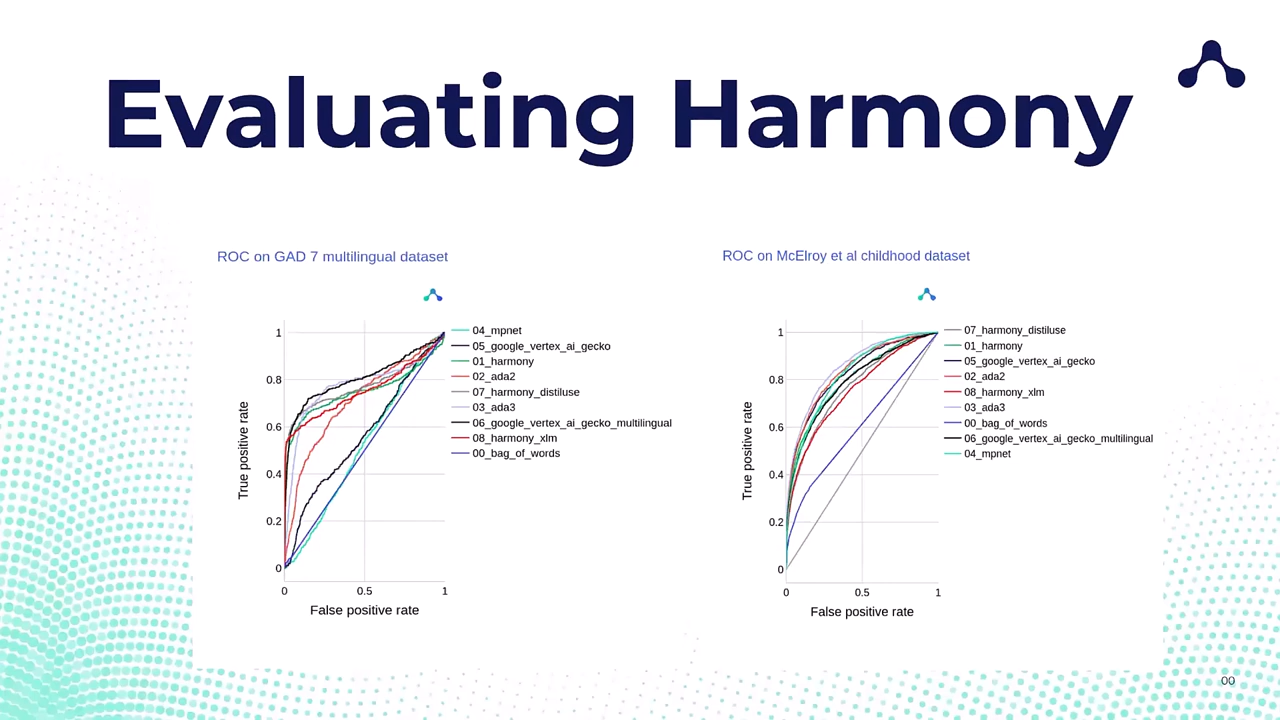 Evaluating Harmony
ROC on GAD 7 multilingual dataset
1
0.8
0.6
0.4
0.2
0
0
0.5
1
True positive rate
False positive rate
04_mpnet
05_google_vertex_ai_gecko
01_harmony
02_ada2
07_harmony_distiluse
03_ada3
06_google_vertex_ai_gecko_multilingual
08_harmony_xlm
00_bag_of_words
ROC on McElroy et al childhood dataset
1
0.8
0.6
0.4
0.2
0
0
0.5
1
True positive rate
False positive rate
07_harmony_distiluse
01_harmony
05_google_vertex_ai_gecko
02_ada2
08_harmony_xlm
03_ada3
00_bag_of_words
06_google_vertex_ai_gecko_multilingual
04_mpnet
00